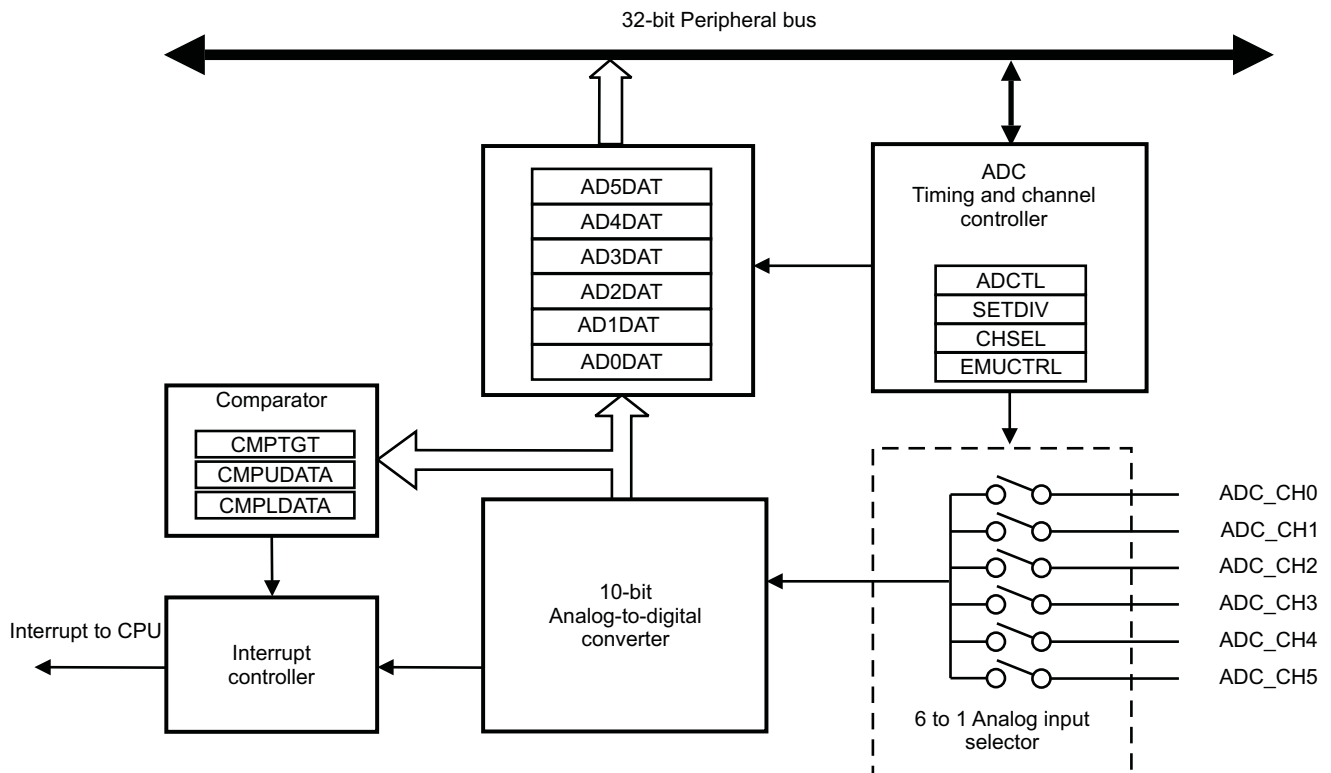 32-bit Peripheral bus
AD5DAT
AD4DAT
AD3DAT
AD2DAT
AD1DAT
AD0DAT
ADC
Timing and channel
controller
ADCTL
SETDIV
CHSEL
EMUCTRL
Comparator
CMPTGT
CMPUDATA
CMPLDATA
10-bit
Analog-to-digital
converter
Interrupt to CPU
Interrupt
controller
ADC_CH0
ADC_CH1
ADC_CH2
ADC_CH3
ADC_CH4
ADC_CH5
6 to 1 Analog input
selector